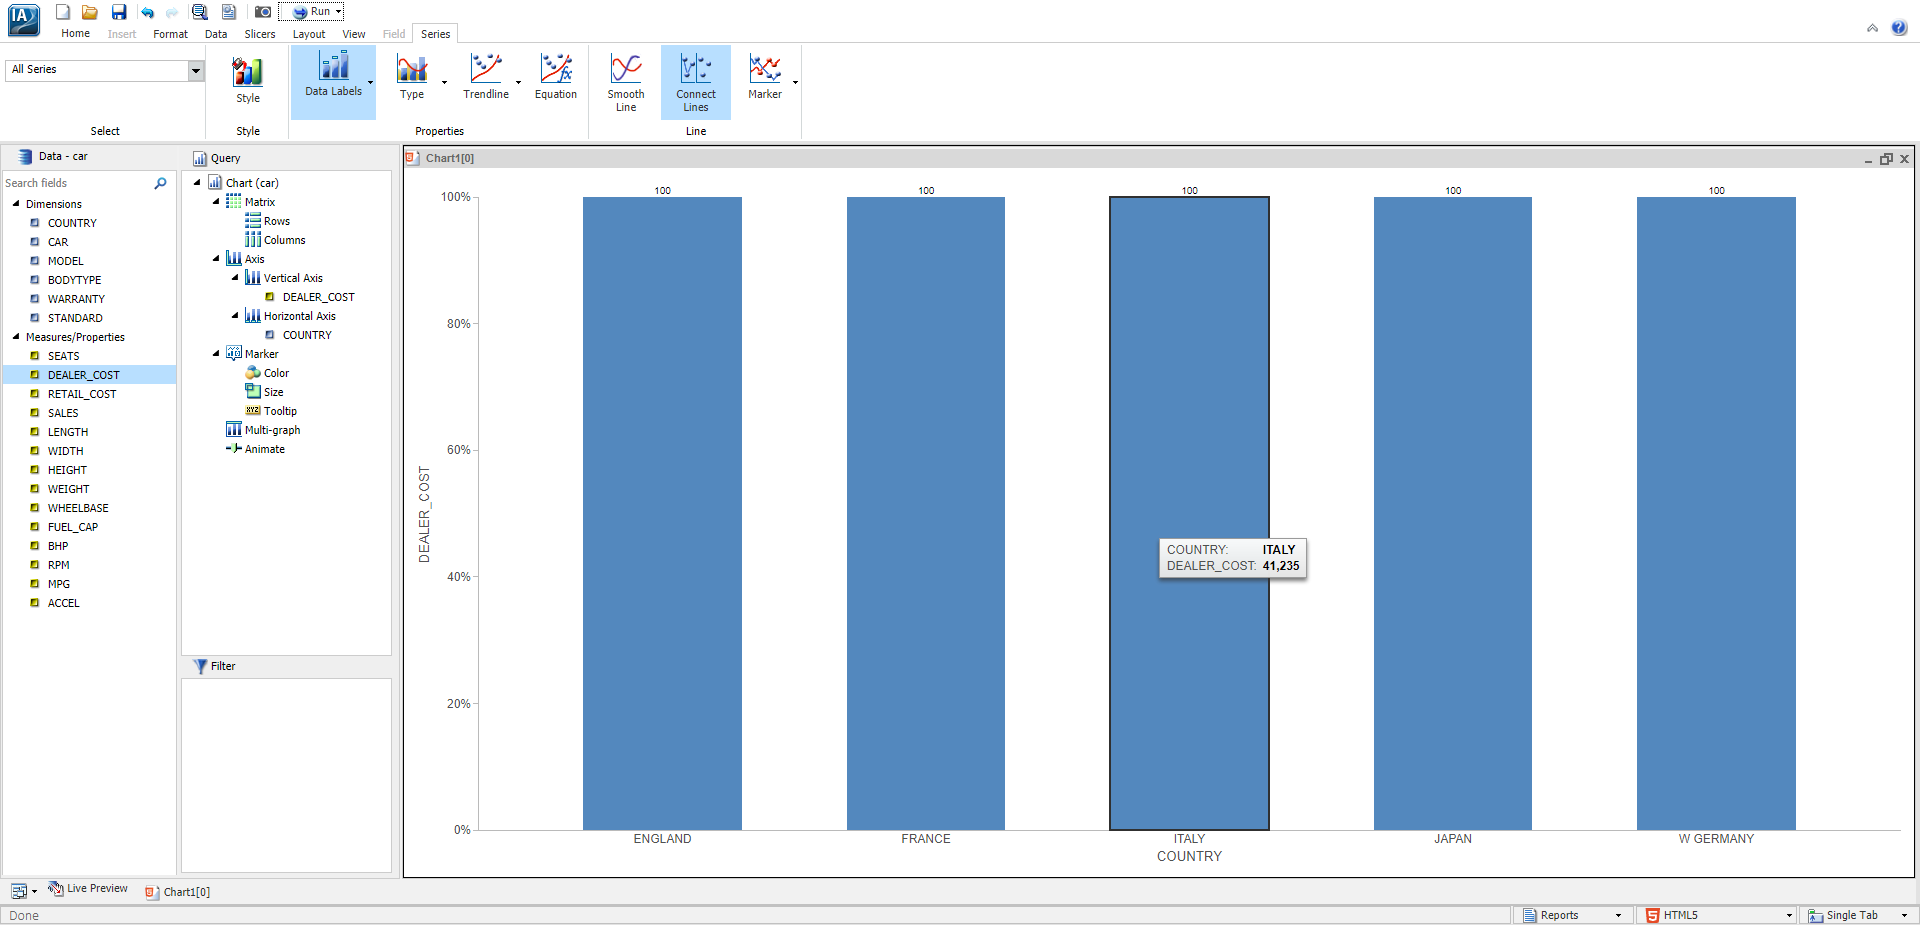 IA
Run
Home Insert Format Data Slicers Layout View Field Series
All Series
Style
Data Labels
Type
Trendline
Equation
Smooth Line
Connect Lines
Marker
Select
Style
Properties
Line
Data - car
Search fields
Dimensions
COUNTRY
CAR
MODEL
BODYTYPE
WARRANTY
STANDARD
Measures/Properties
SEATS
DEALER_COST
RETAIL_COST
SALES
LENGTH
WIDTH
HEIGHT
WEIGHT
WHEELBASE
FUEL_CAP
BHP
RPM
MPG
ACCEL
Query
Chart (car)
Matrix
Rows
Columns
Axis
Vertical Axis
DEALER_COST
Horizontal Axis
COUNTRY
Marker
Color
Size
Tooltip
Multi-graph
Animate
Filter
Chart1[0]
100 100 100 100 100
100%
80%
60%
40%
20%
0%
DEALER_COST
COUNTRY: ITALY
DEALER_COST: 41,235
ENGLAND FRANCE ITALY JAPAN W GERMANY
COUNTRY
Live Preview
Chart1[0]
Done
Reports
HTML5
Single Tab